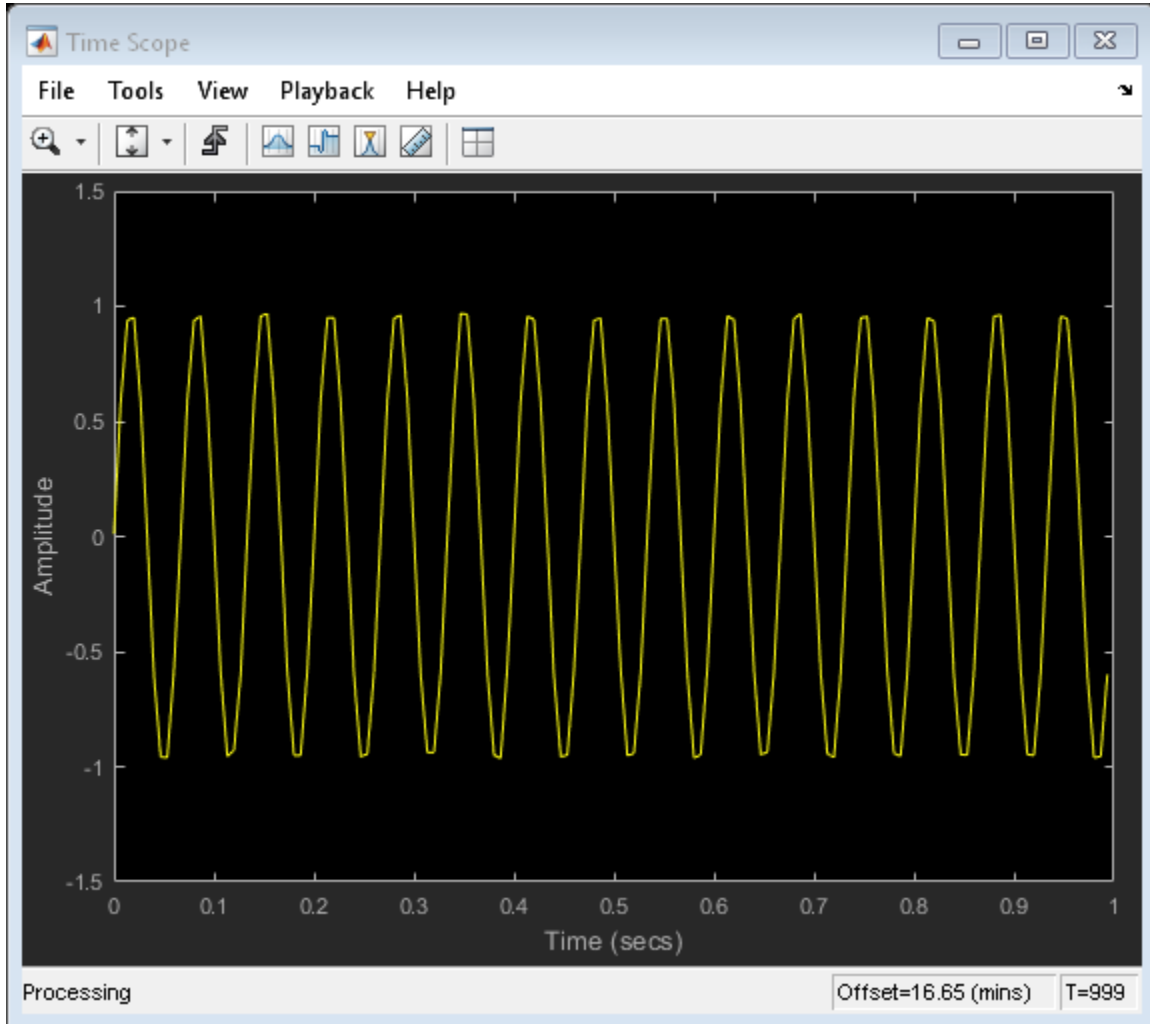 Time Scope
File Tools View Playback Help
1.5
1
0.5
0
-0.5
-1
-1.5
Amplitude
0 0.1 0.2 0.3 0.4 0.5 0.6 0.7 0.8 0.9 1
Time (secs)
Processing Offset=16.65 (mins) T=999